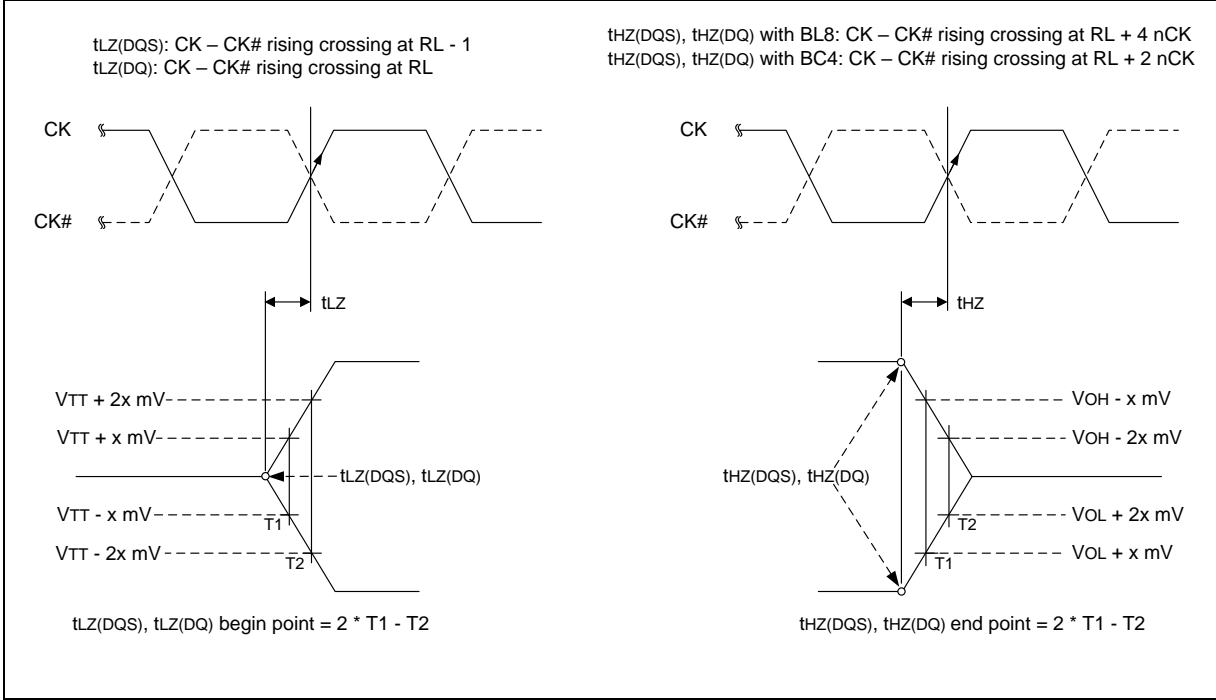 tLZ(DQS): CK – CK# rising crossing at RL - 1
tLZ(DQ): CK – CK# rising crossing at RL
CK
CK#
tLZ
VTT + 2x mV
VTT + x mV
tLZ(DQS), tLZ(DQ)
VTT - x mV
T1
VTT - 2x mV
T2
tLZ(DQS), tLZ(DQ) begin point = 2 * T1 - T2
tHZ(DQS), tHZ(DQ) with BL8: CK – CK# rising crossing at RL + 4 nCK
tHZ(DQS), tHZ(DQ) with BC4: CK – CK# rising crossing at RL + 2 nCK
CK
CK#
tHZ
VOH - x mV
VOH - 2x mV
tHZ(DQS), tHZ(DQ)
T2
VOL + 2x mV
T1
VOL + x mV
tHZ(DQS), tHZ(DQ) end point = 2 * T1 - T2